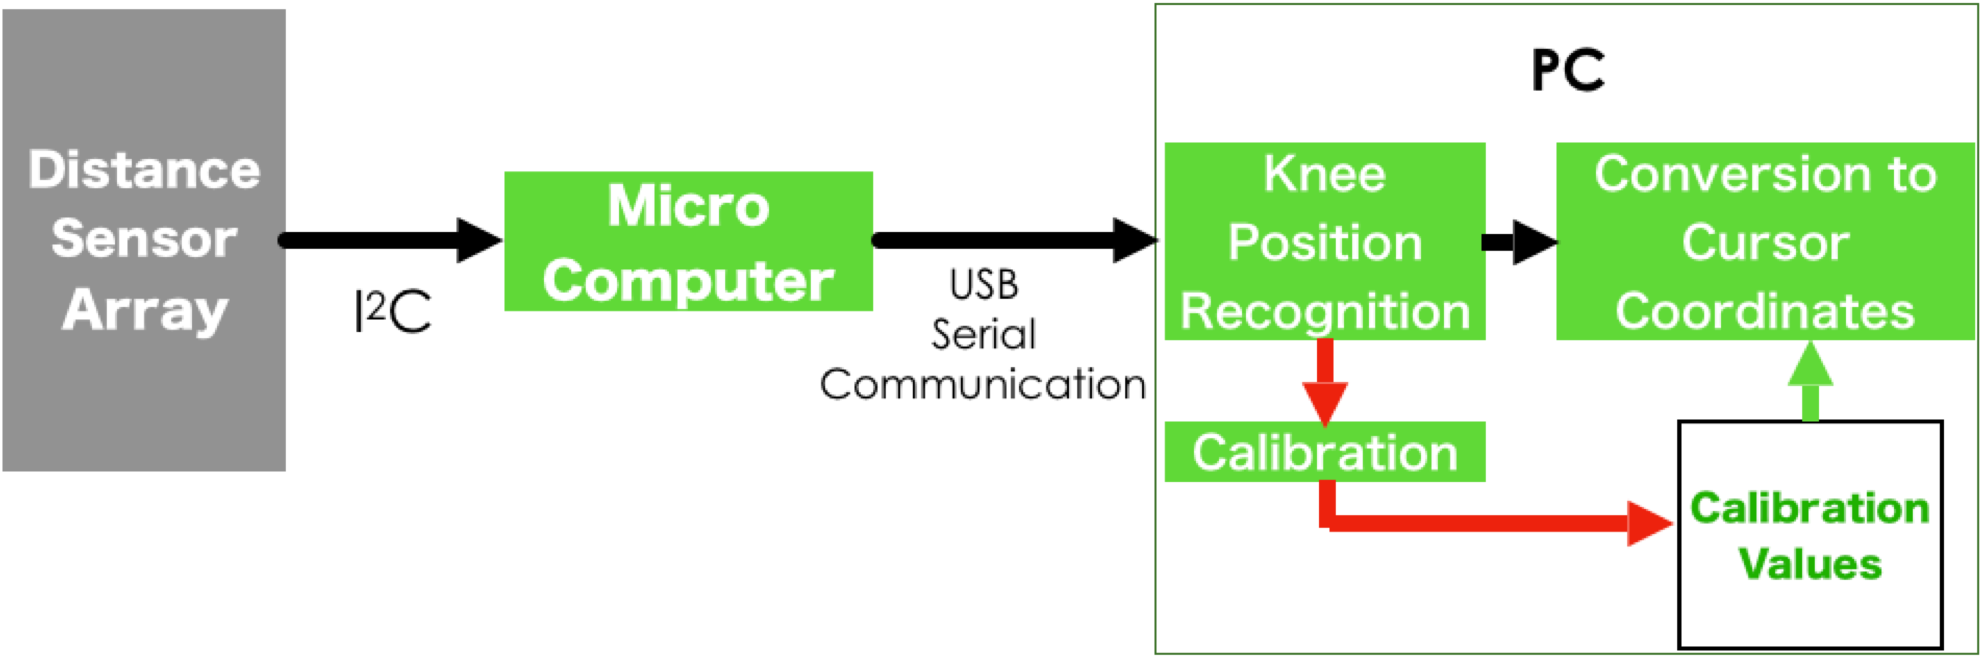 Distance
Sensor
Array
I²C
Micro
Computer
USB
Serial
Communication
PC
Knee
Position
Recognition
Conversion to
Cursor
Coordinates
Calibration
Calibration
Values